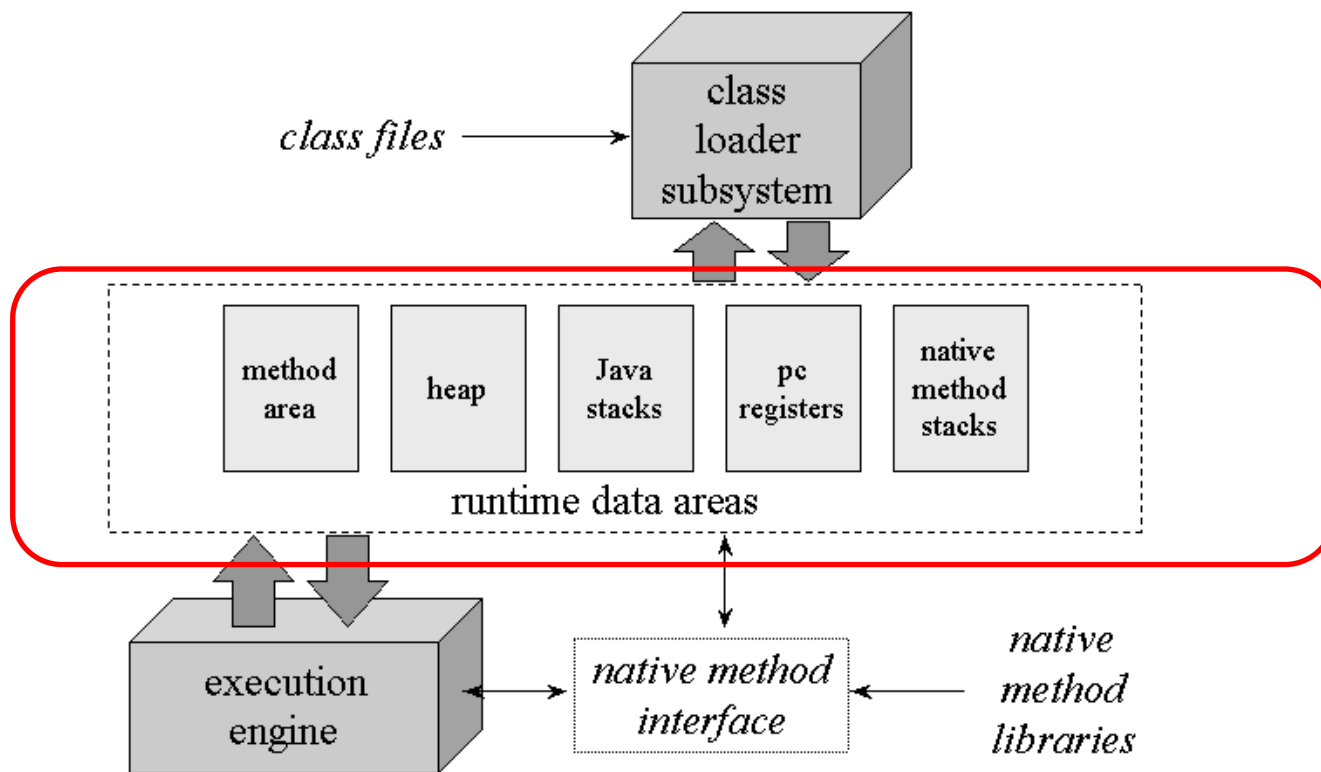 class
loader
subsystem
class files
method
area
heap
Java
stacks
pc
registers
native
method
stacks
runtime data areas
execution
engine
native method
interface
native
method
libraries